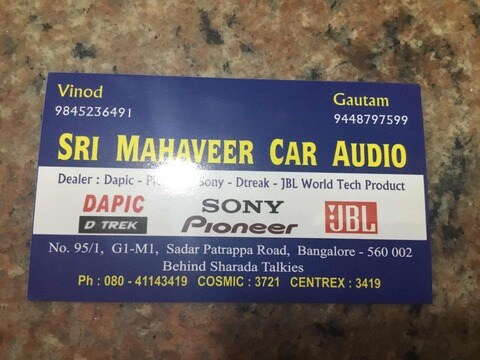 Vinod
9845236491
Gautam
9448797599
SRI MAHAVEER CAR AUDIO
Dealer : Dapic - Sony - Dtreak - JBL World Tech Product
DAPIC
D TREK
SONY
Pioneer
JBL
No. 95/1, G1-M1, Sadar Patrappa Road, Bangalore - 560 002
Behind Sharada Talkies
Ph : 080 - 41143419 COSMIC : 3721 CENTREX : 3419